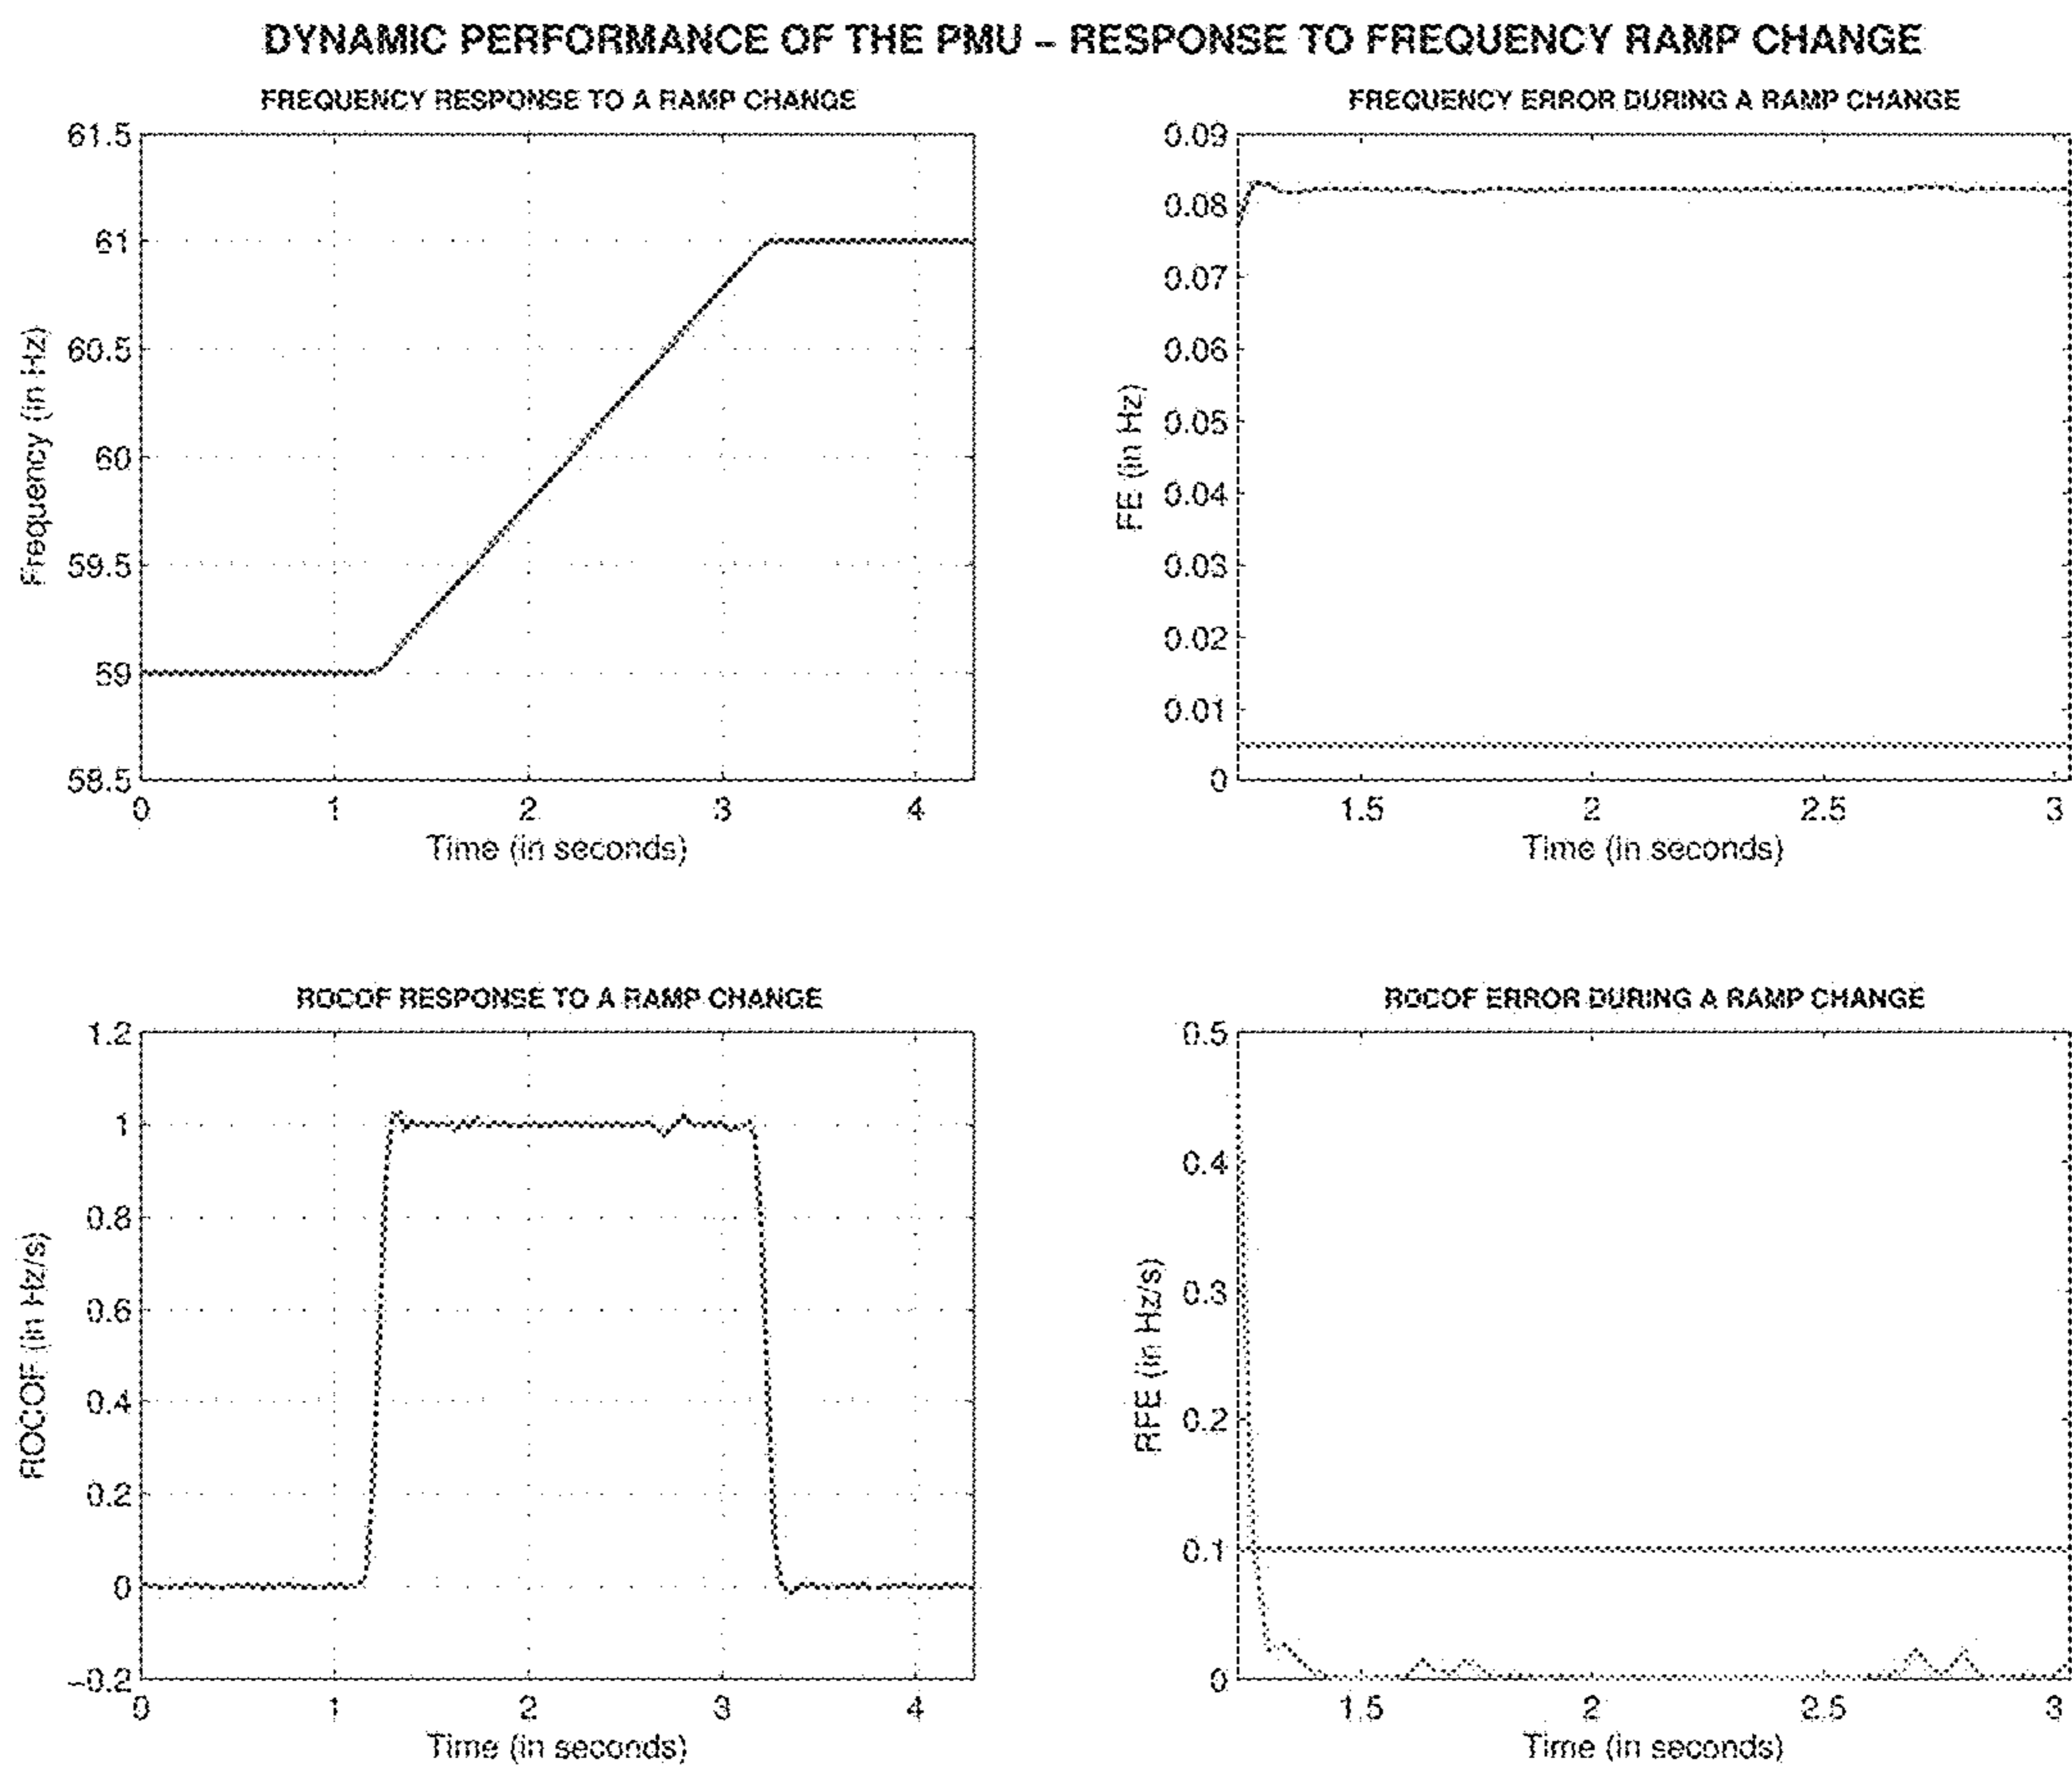 DYNAMIC PERFORMANCE OF THE PMU – RESPONSE TO FREQUENCY RAMP CHANGE
FREQUENCY RESPONSE TO A RAMP CHANGE
61.5
61
60.5
60
59.5
59
58.5
Frequency (in Hz)
0 1 2 3 4
Time (in seconds)
FREQUENCY ERROR DURING A RAMP CHANGE
0.09
0.08
0.07
0.06
0.05
0.04
0.03
0.02
0.01
0
FE (in Hz)
1.5 2 2.5 3
Time (in seconds)
ROCOF RESPONSE TO A RAMP CHANGE
1.2
1
0.8
0.6
0.4
0.2
0
–0.2
ROCOF (in Hz/s)
0 1 2 3 4
Time (in seconds)
ROCOF ERROR DURING A RAMP CHANGE
0.5
0.4
0.3
0.2
0.1
0
RFE (in Hz/s)
1.5 2 2.5 3
Time (in seconds)